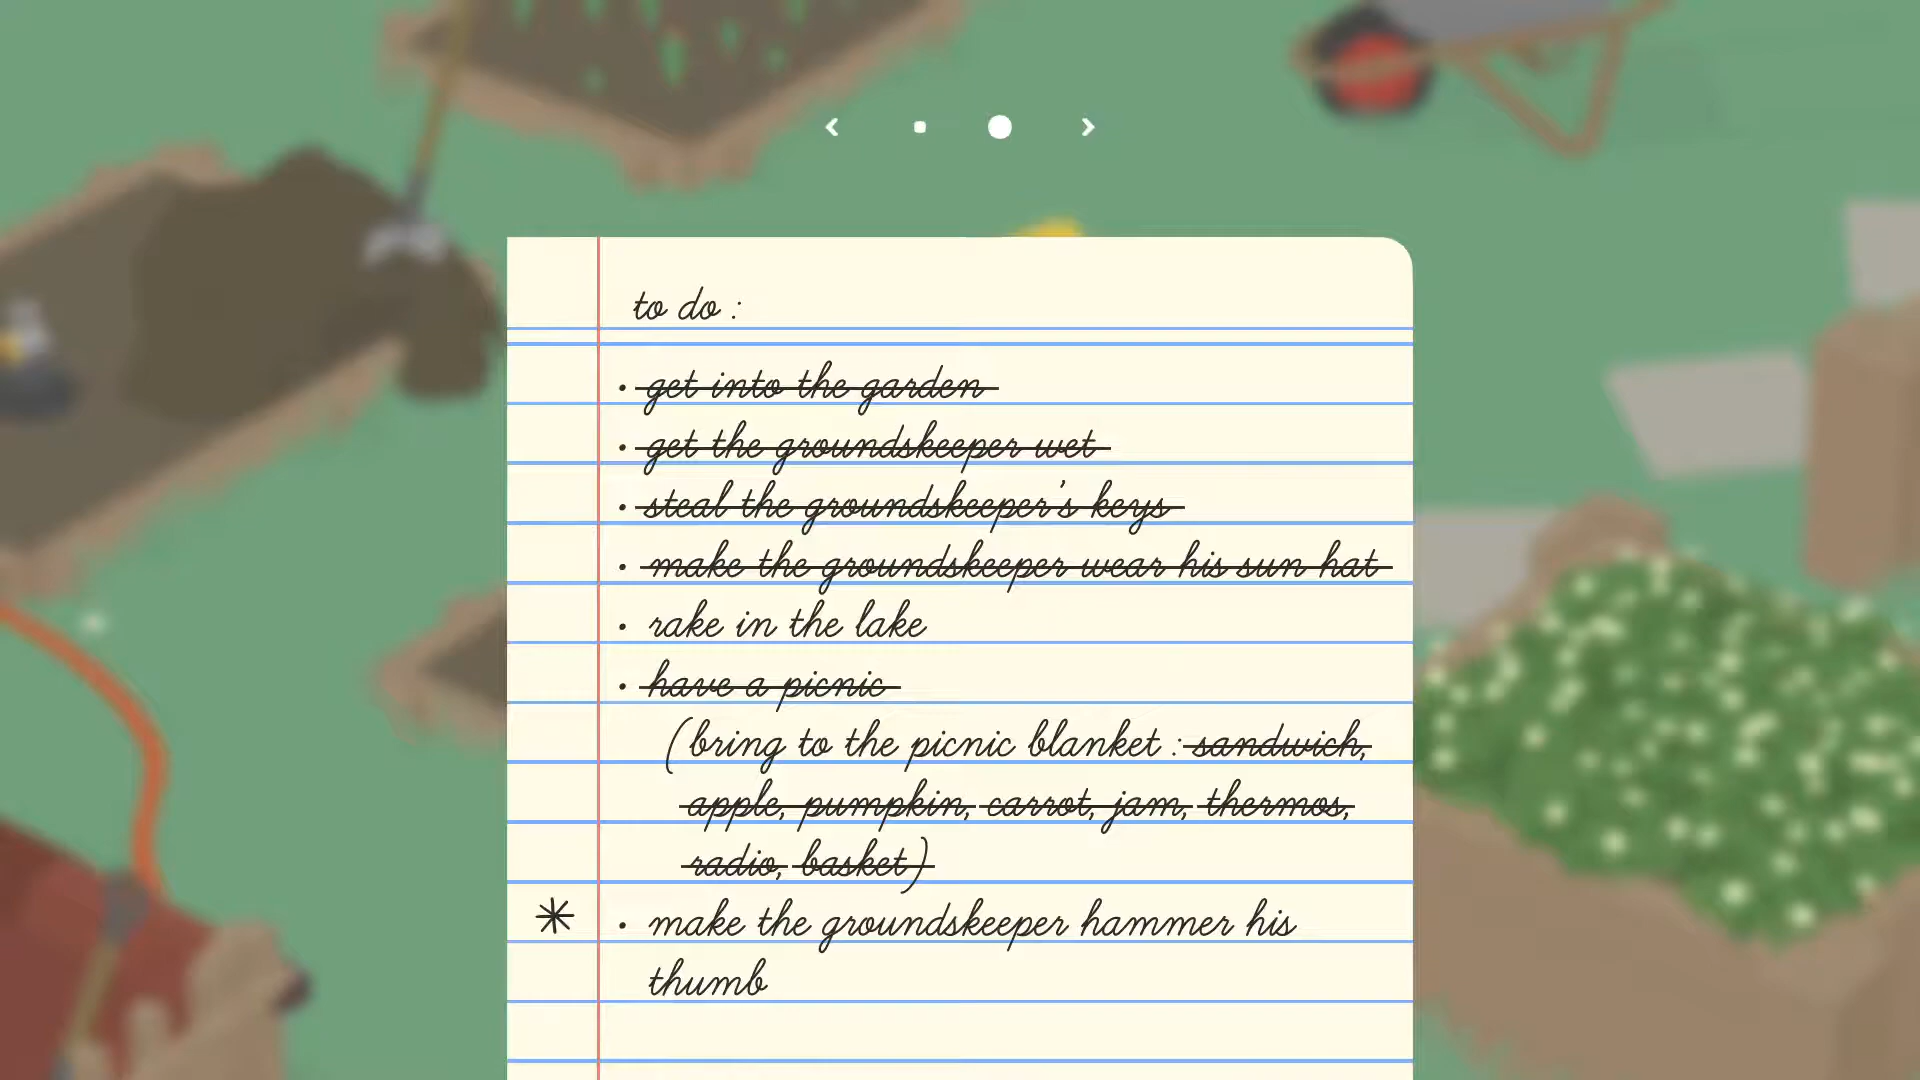 to do :
• get into the garden
• get the groundskeeper wet
• steal the groundskeeper's keys
• make the groundskeeper wear his sun hat
• rake in the lake
• have a picnic
(bring to the picnic blanket : sandwich,
apple, pumpkin, carrot, jam, thermos,
radio, basket)
• make the groundskeeper hammer his
thumb